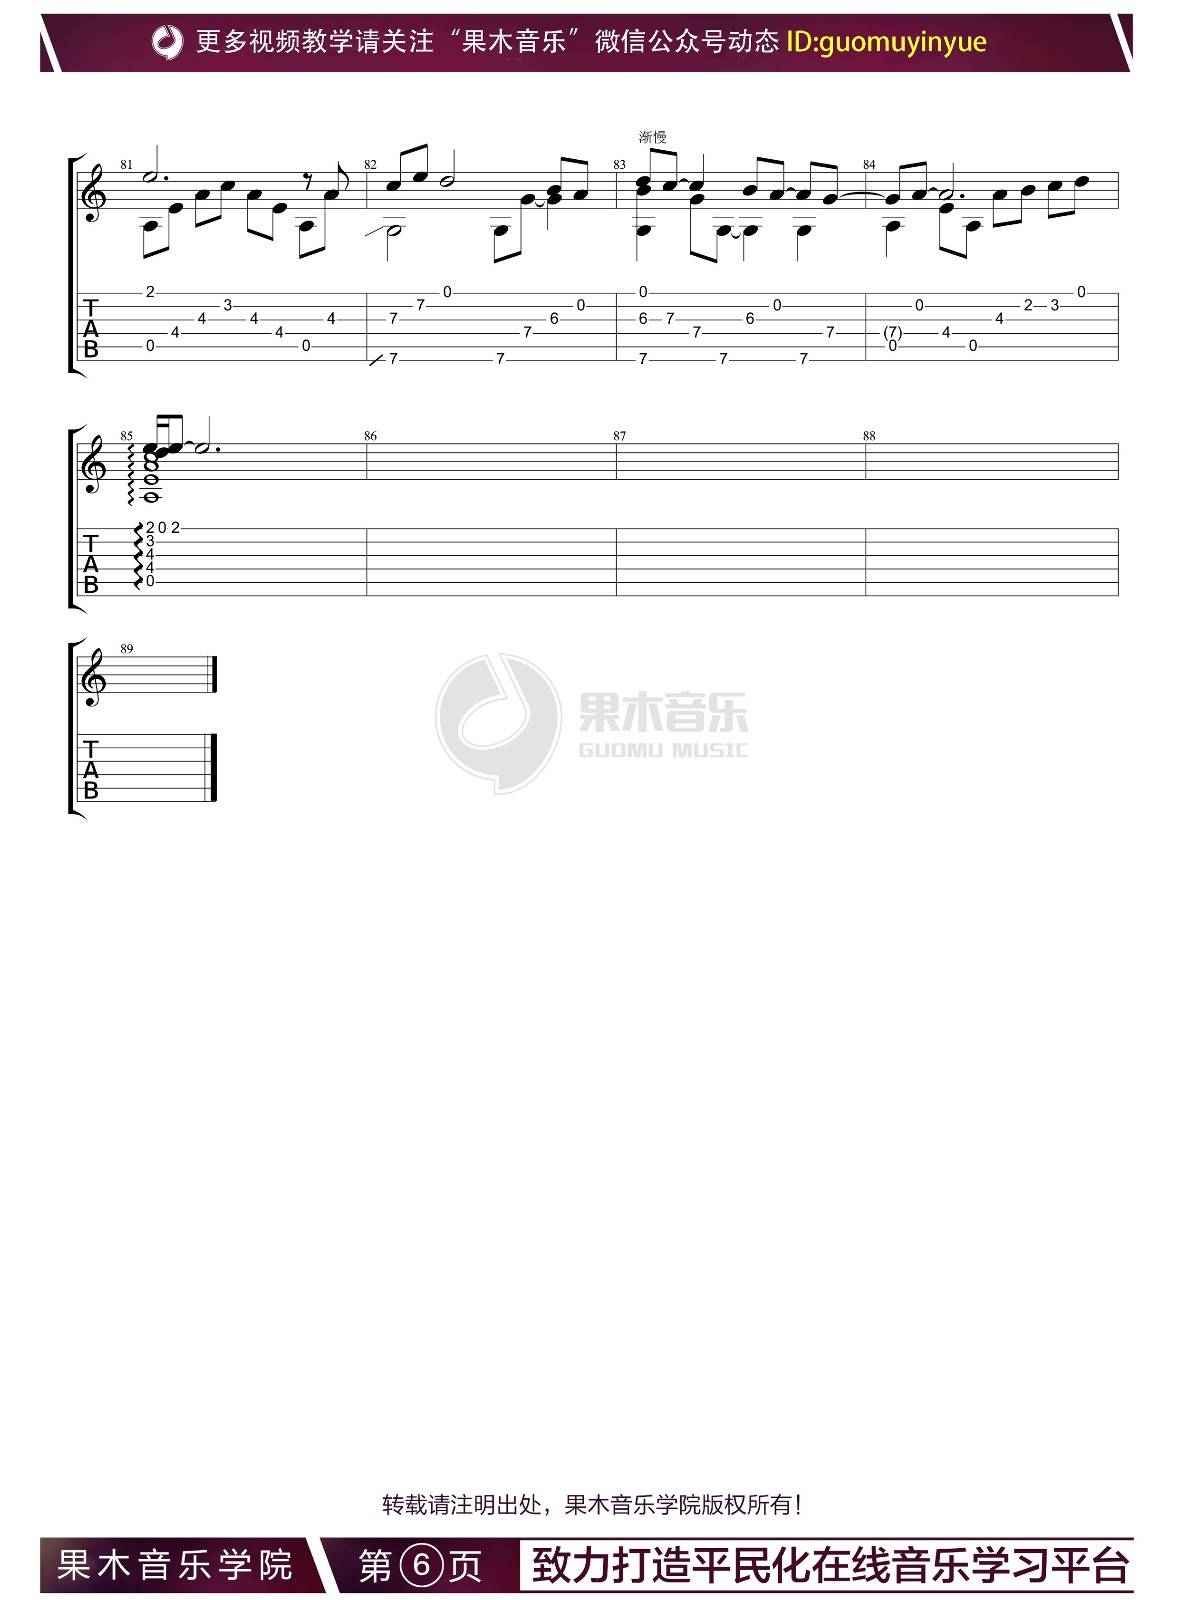 更多视频教学请关注“果木音乐”微信公众号动态 ID:guomuyinyue
渐慢
81 82 83 84
T 2 3 4 4 4 4 4 0 0 7 7 0 7 7 7 6 0 0 6 7 7 7 7 6 0 7 7 0 (7) 0 4 0 4 2 3 0
A
B
85 86 87 88
T 2 0 2
3
A 4
4
B 0
89
T
A
B
果木音乐
GUOMU MUSIC
转载请注明出处，果木音乐学院版权所有！
果木音乐学院 第⑥页 致力打造平民化在线音乐学习平台